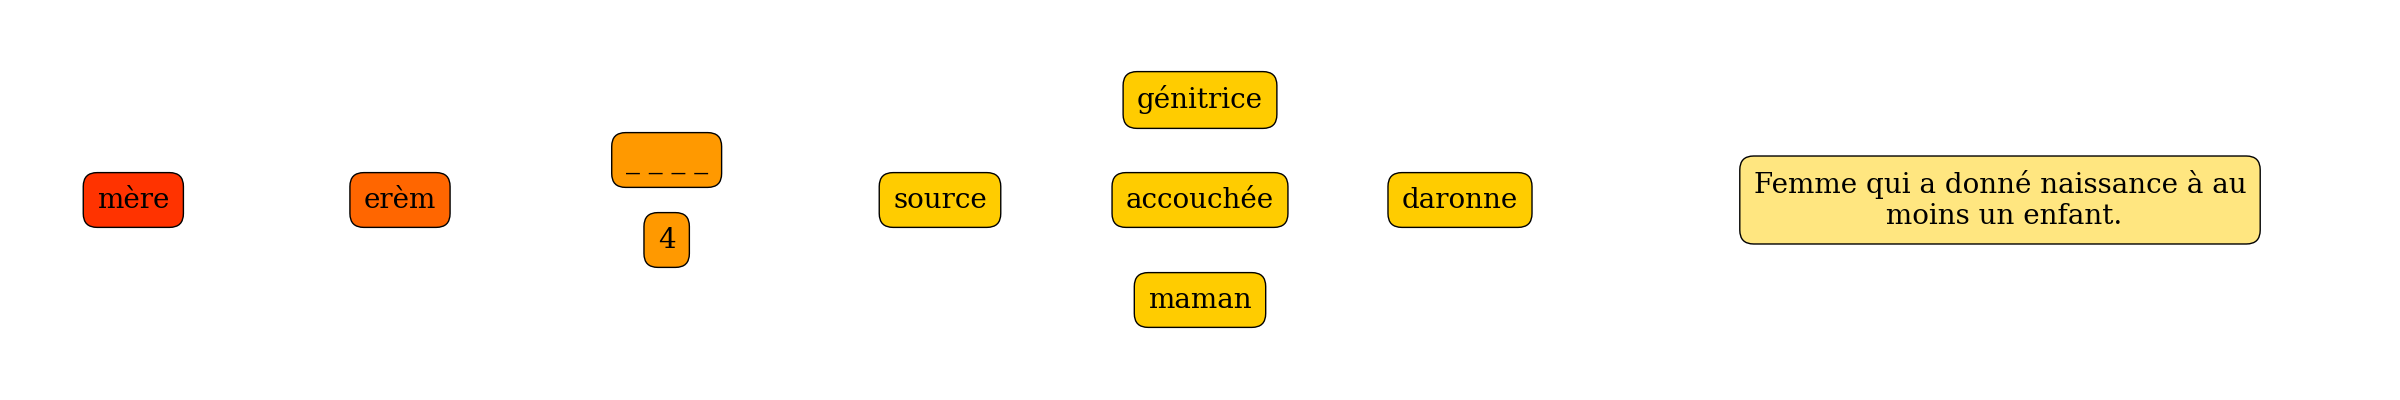 mère
erèm
_ _ _ _
4
source
génitrice
accouchée
maman
daronne
Femme qui a donné naissance à au
moins un enfant.